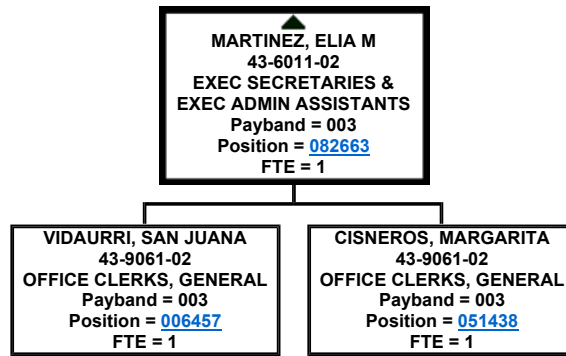 MARTINEZ, ELIA M
43-6011-02
EXEC SECRETARIES &
EXEC ADMIN ASSISTANTS
Payband = 003
Position = 082663
FTE = 1
VIDAURRI, SAN JUANA
43-9061-02
OFFICE CLERKS, GENERAL
Payband = 003
Position = 006457
FTE = 1
CISNEROS, MARGARITA
43-9061-02
OFFICE CLERKS, GENERAL
Payband = 003
Position = 051438
FTE = 1